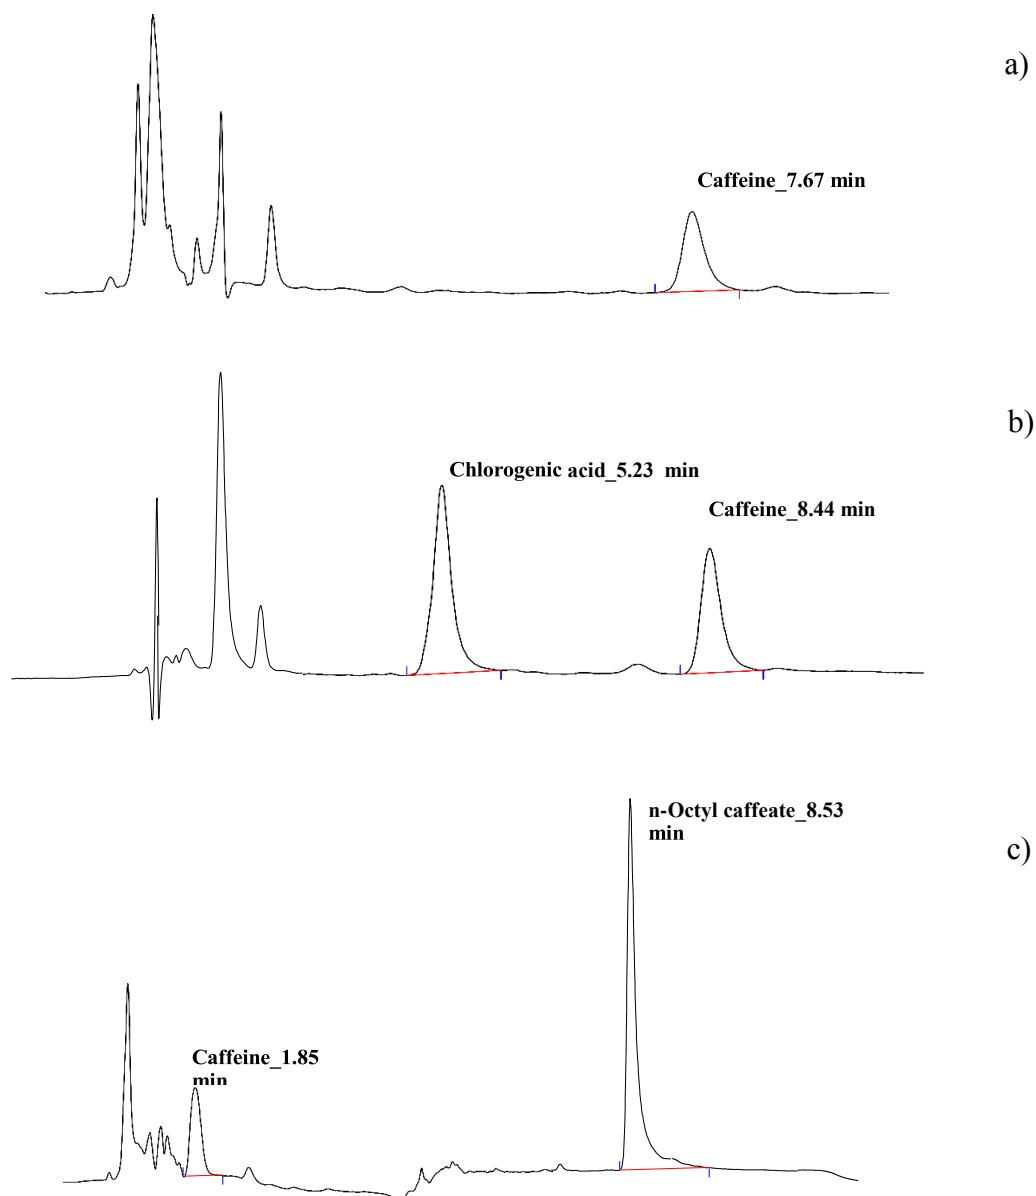 a)
Caffeine_7.67 min
b)
Chlorogenic acid_5.23 min
Caffeine_8.44 min
n-Octyl caffeate_8.53
min
c)
Caffeine_1.85
min